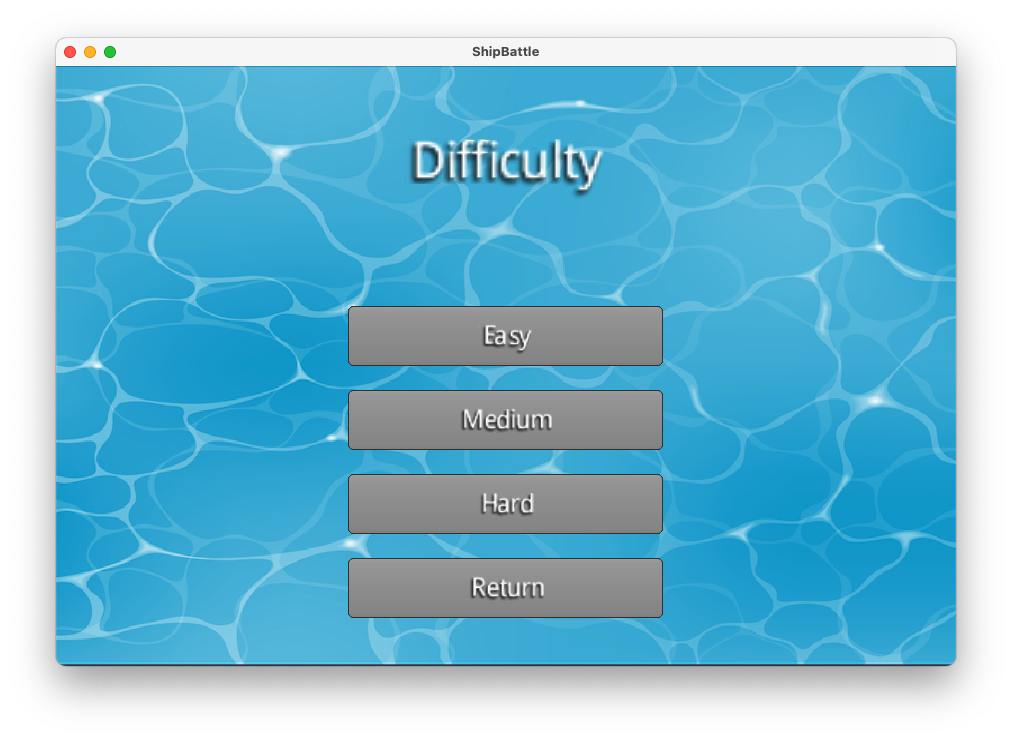 ShipBattle
Difficulty
Easy
Medium
Hard
Return